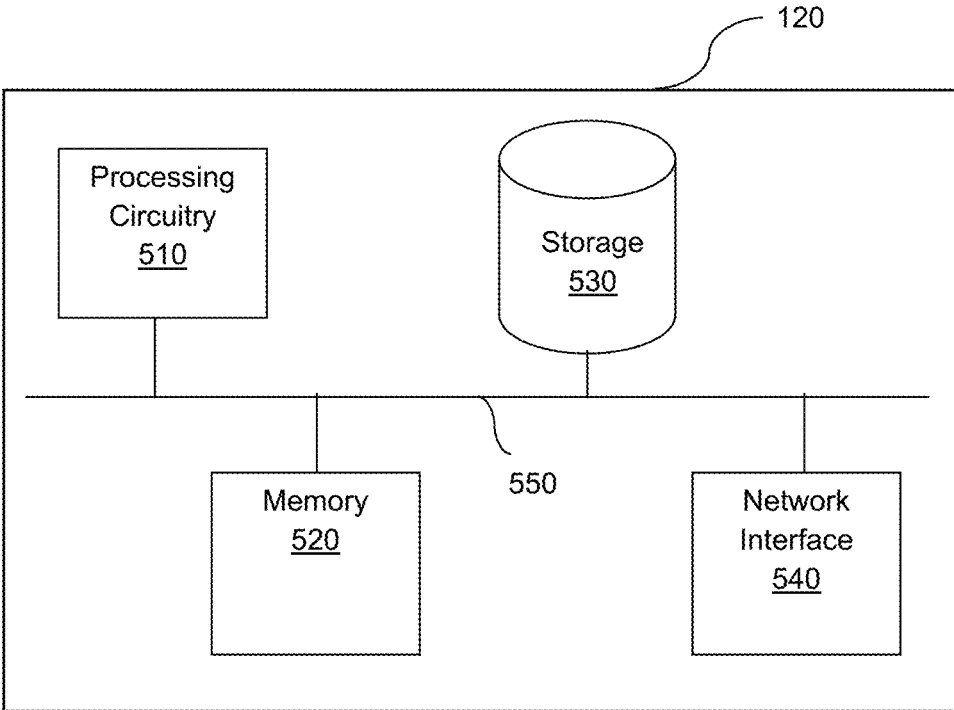 120
Processing
Circuitry
510
Storage
530
550
Memory
520
Network
Interface
540